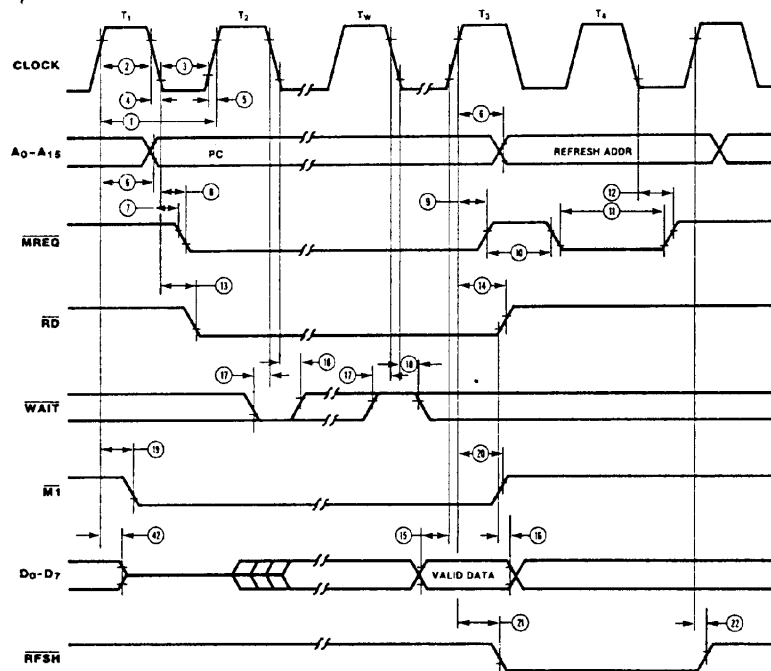 T1 T2 TW T3 T4
CLOCK
2 3
4 5
1 6
A0-A15 PC REFRESH ADDR
6 8
7 9 11 12
MREQ 10
13 14
RD
17 18 17 18
WAIT
19 20
M1
42 15 16
D0-D7 VALID DATA
21 22
RFSH